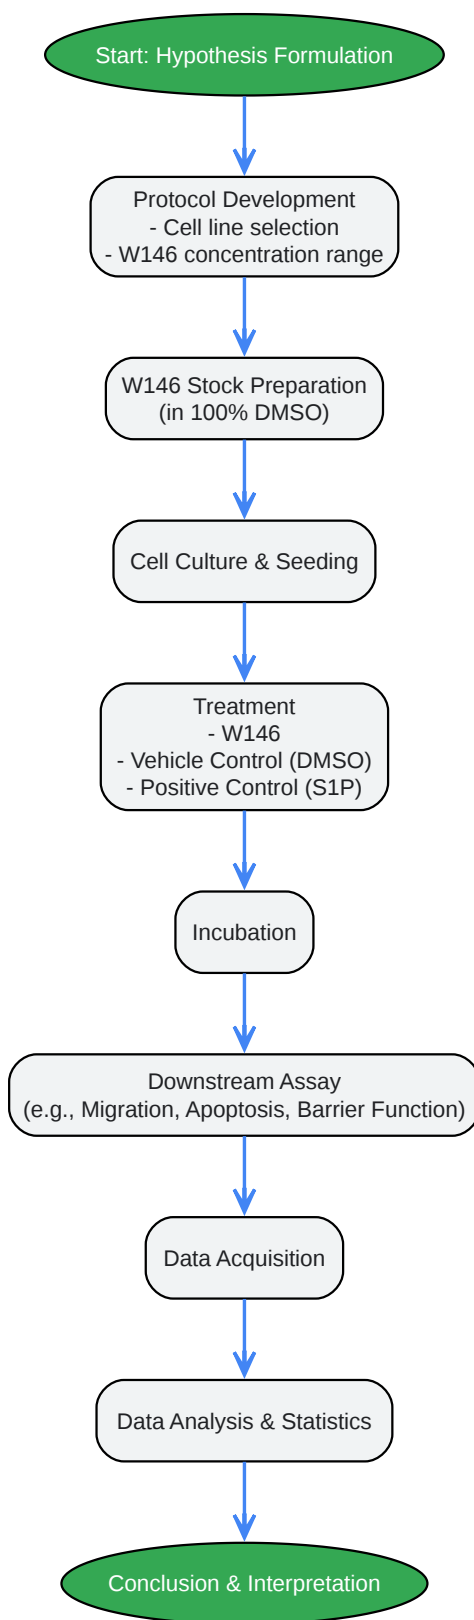 Start: Hypothesis Formulation
Protocol Development
- Cell line selection
- W146 concentration range
W146 Stock Preparation
(in 100% DMSO)
Cell Culture & Seeding
Treatment
- W146
- Vehicle Control (DMSO)
- Positive Control (S1P)
Incubation
Downstream Assay
(e.g., Migration, Apoptosis, Barrier Function)
Data Acquisition
Data Analysis & Statistics
Conclusion & Interpretation